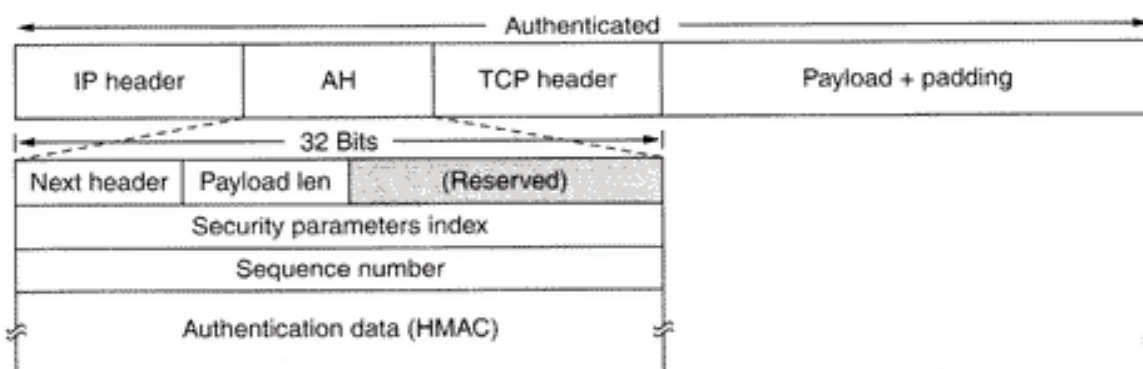 Authenticated
IP header AH TCP header Payload + padding
32 Bits
Next header Payload len (Reserved)
Security parameters index
Sequence number
Authentication data (HMAC)